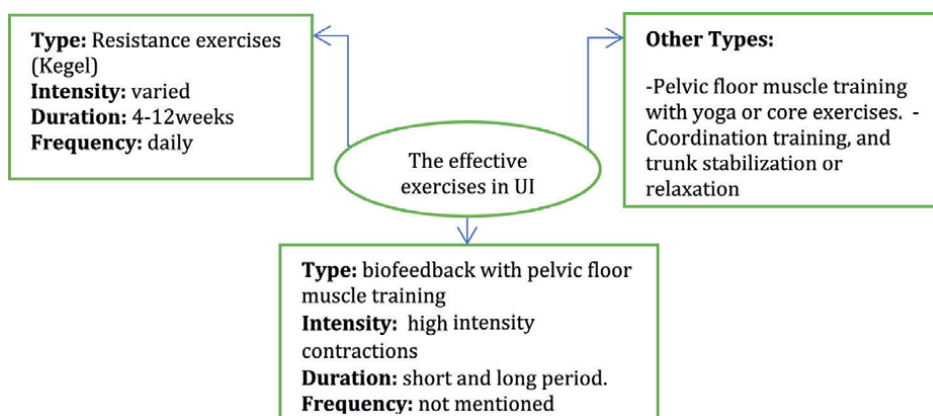 Type: Resistance exercises
(Kegel)
Intensity: varied
Duration: 4-12weeks
Frequency: daily
Other Types:
-Pelvic floor muscle training
with yoga or core exercises. -
Coordination training, and
trunk stabilization or
relaxation
The effective
exercises in UI
Type: biofeedback with pelvic floor
muscle training
Intensity: high intensity
contractions
Duration: short and long period.
Frequency: not mentioned